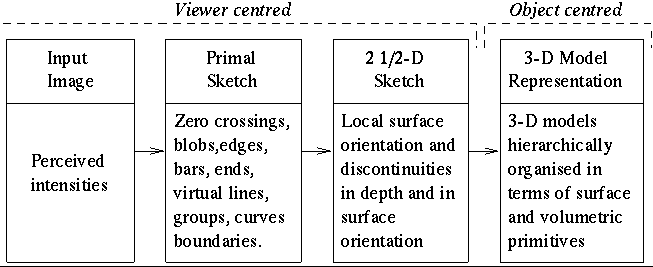 Viewer centred
Object centred
Input
Image
Perceived
intensities
Primal
Sketch
Zero crossings,
blobs,edges,
bars, ends,
virtual lines,
groups, curves
boundaries.
2 1/2-D
Sketch
Local surface
orientation and
discontinuities
in depth and in
surface
orientation
3-D Model
Representation
3-D models
hierarchically
organised in
terms of surface
and volumetric
primitives